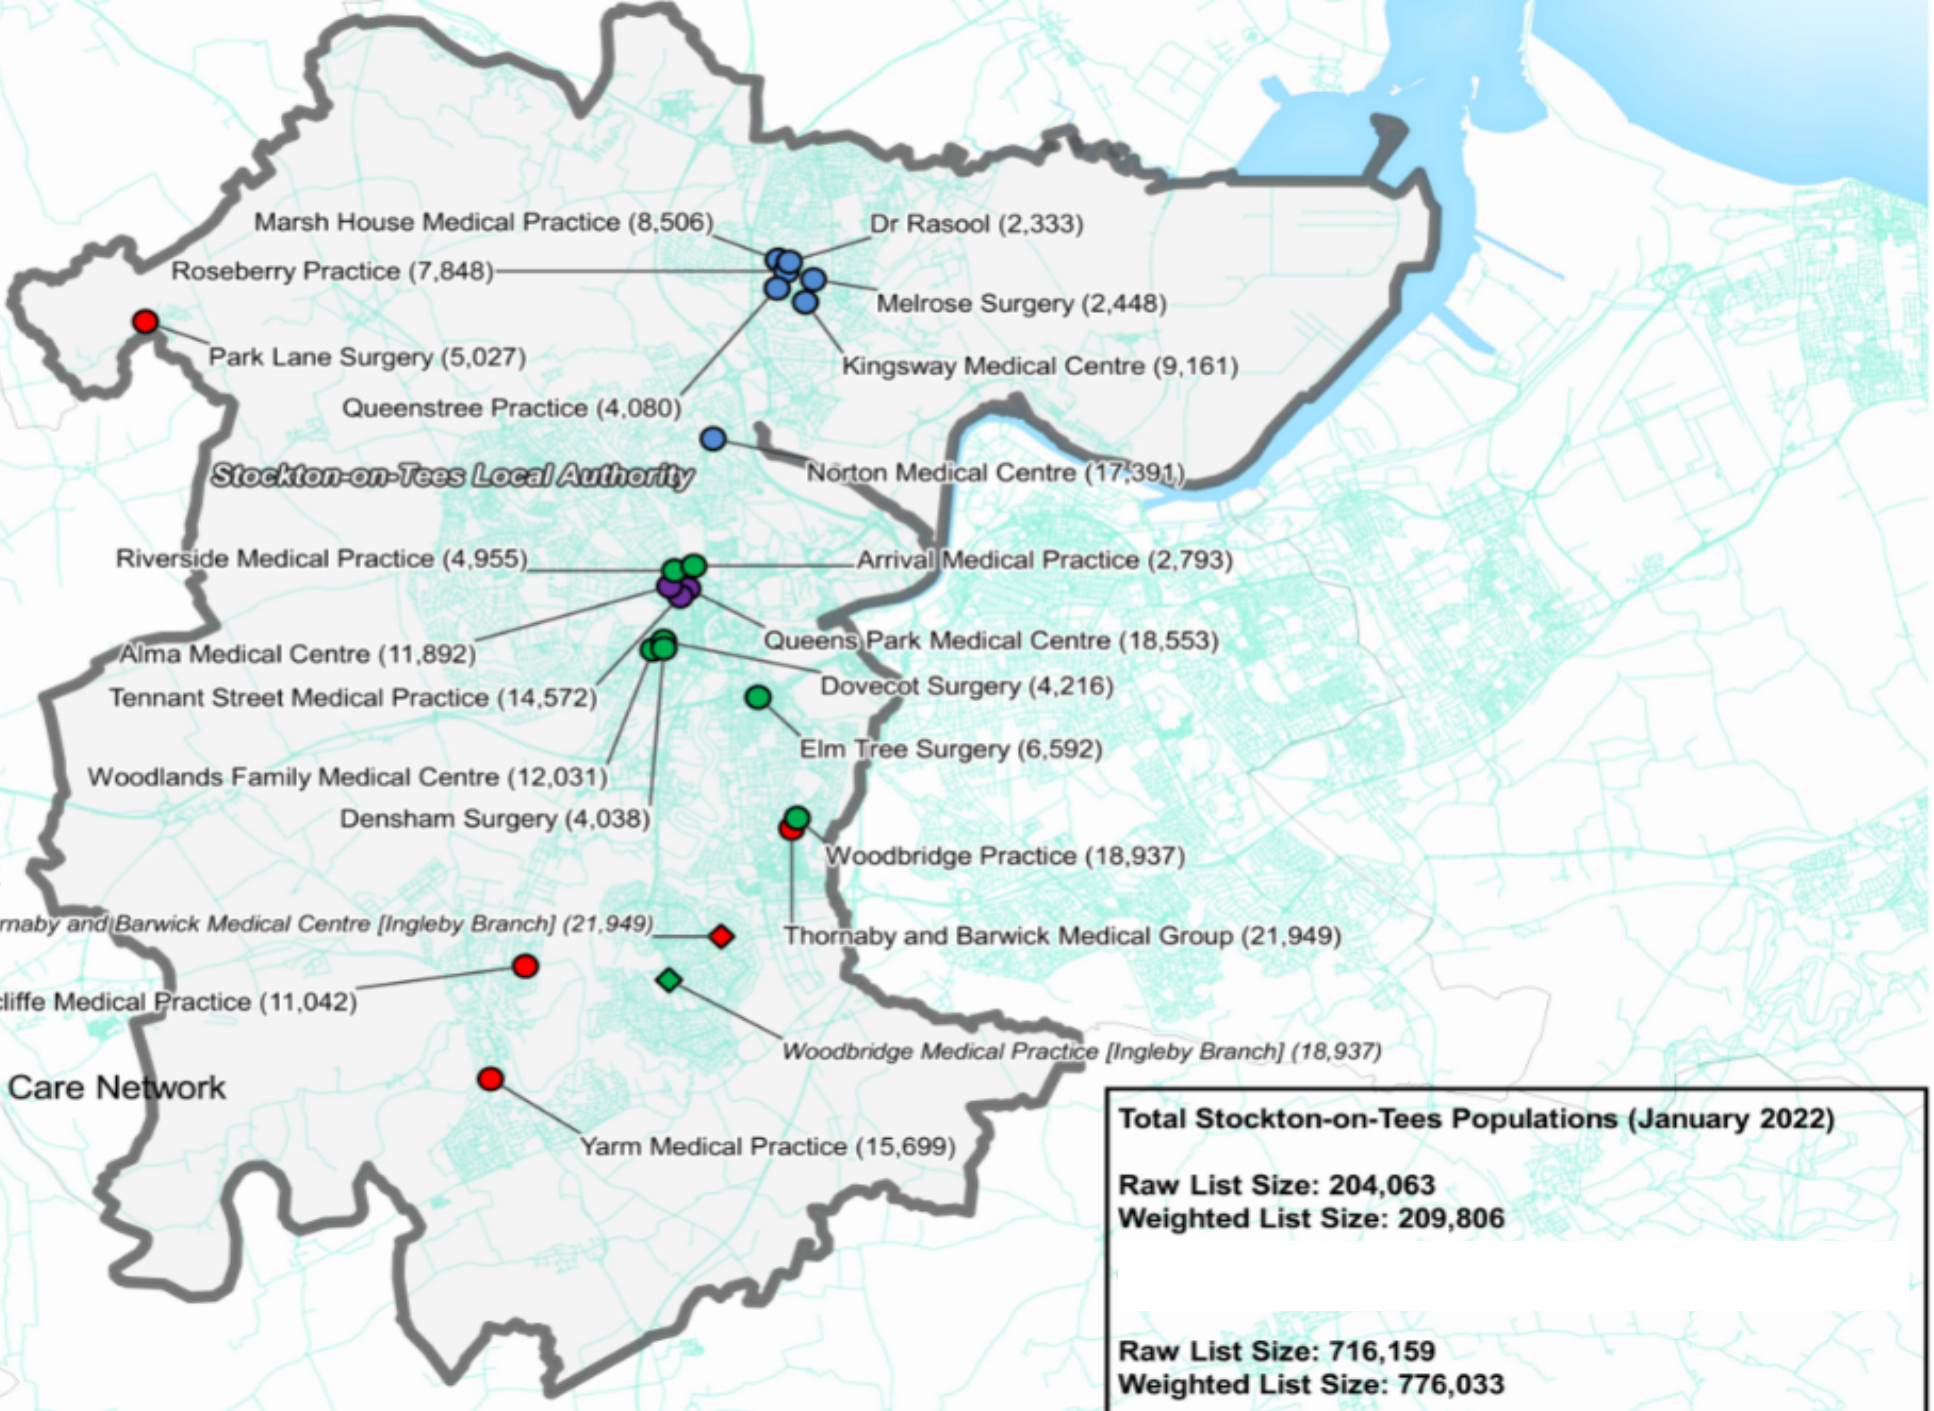 Marsh House Medical Practice (8,506)
Dr Rasool (2,333)
Roseberry Practice (7,848)
Melrose Surgery (2,448)
Park Lane Surgery (5,027)
Kingsway Medical Centre (9,161)
Queenstree Practice (4,080)
Stockton-on-Tees Local Authority
Norton Medical Centre (17,391)
Riverside Medical Practice (4,955)
Arrival Medical Practice (2,793)
Queens Park Medical Centre (18,553)
Alma Medical Centre (11,892)
Dovecot Surgery (4,216)
Tennant Street Medical Practice (14,572)
Elm Tree Surgery (6,592)
Woodlands Family Medical Centre (12,031)
Densham Surgery (4,038)
Woodbridge Practice (18,937)
rnaby and Barwick Medical Centre [Ingleby Branch] (21,949)
Thornaby and Barwick Medical Group (21,949)
cliffe Medical Practice (11,042)
Woodbridge Medical Practice [Ingleby Branch] (18,937)
Care Network
Yarm Medical Practice (15,699)
Total Stockton-on-Tees Populations (January 2022)
Raw List Size: 204,063
Weighted List Size: 209,806
Raw List Size: 716,159
Weighted List Size: 776,033